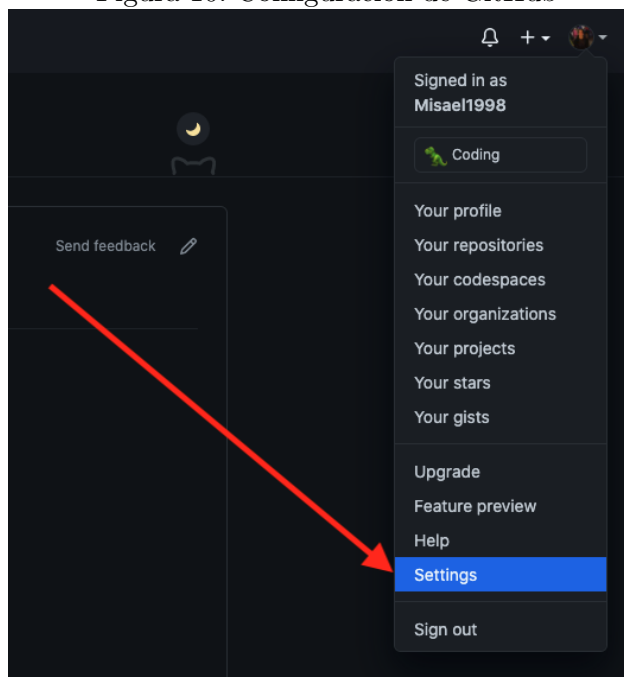 Signed in as
Misael1998
Coding
Your profile
Send feedback
Your repositories
Your codespaces
Your organizations
Your projects
Your stars
Your gists
Upgrade
Feature preview
Help
Settings
Sign out